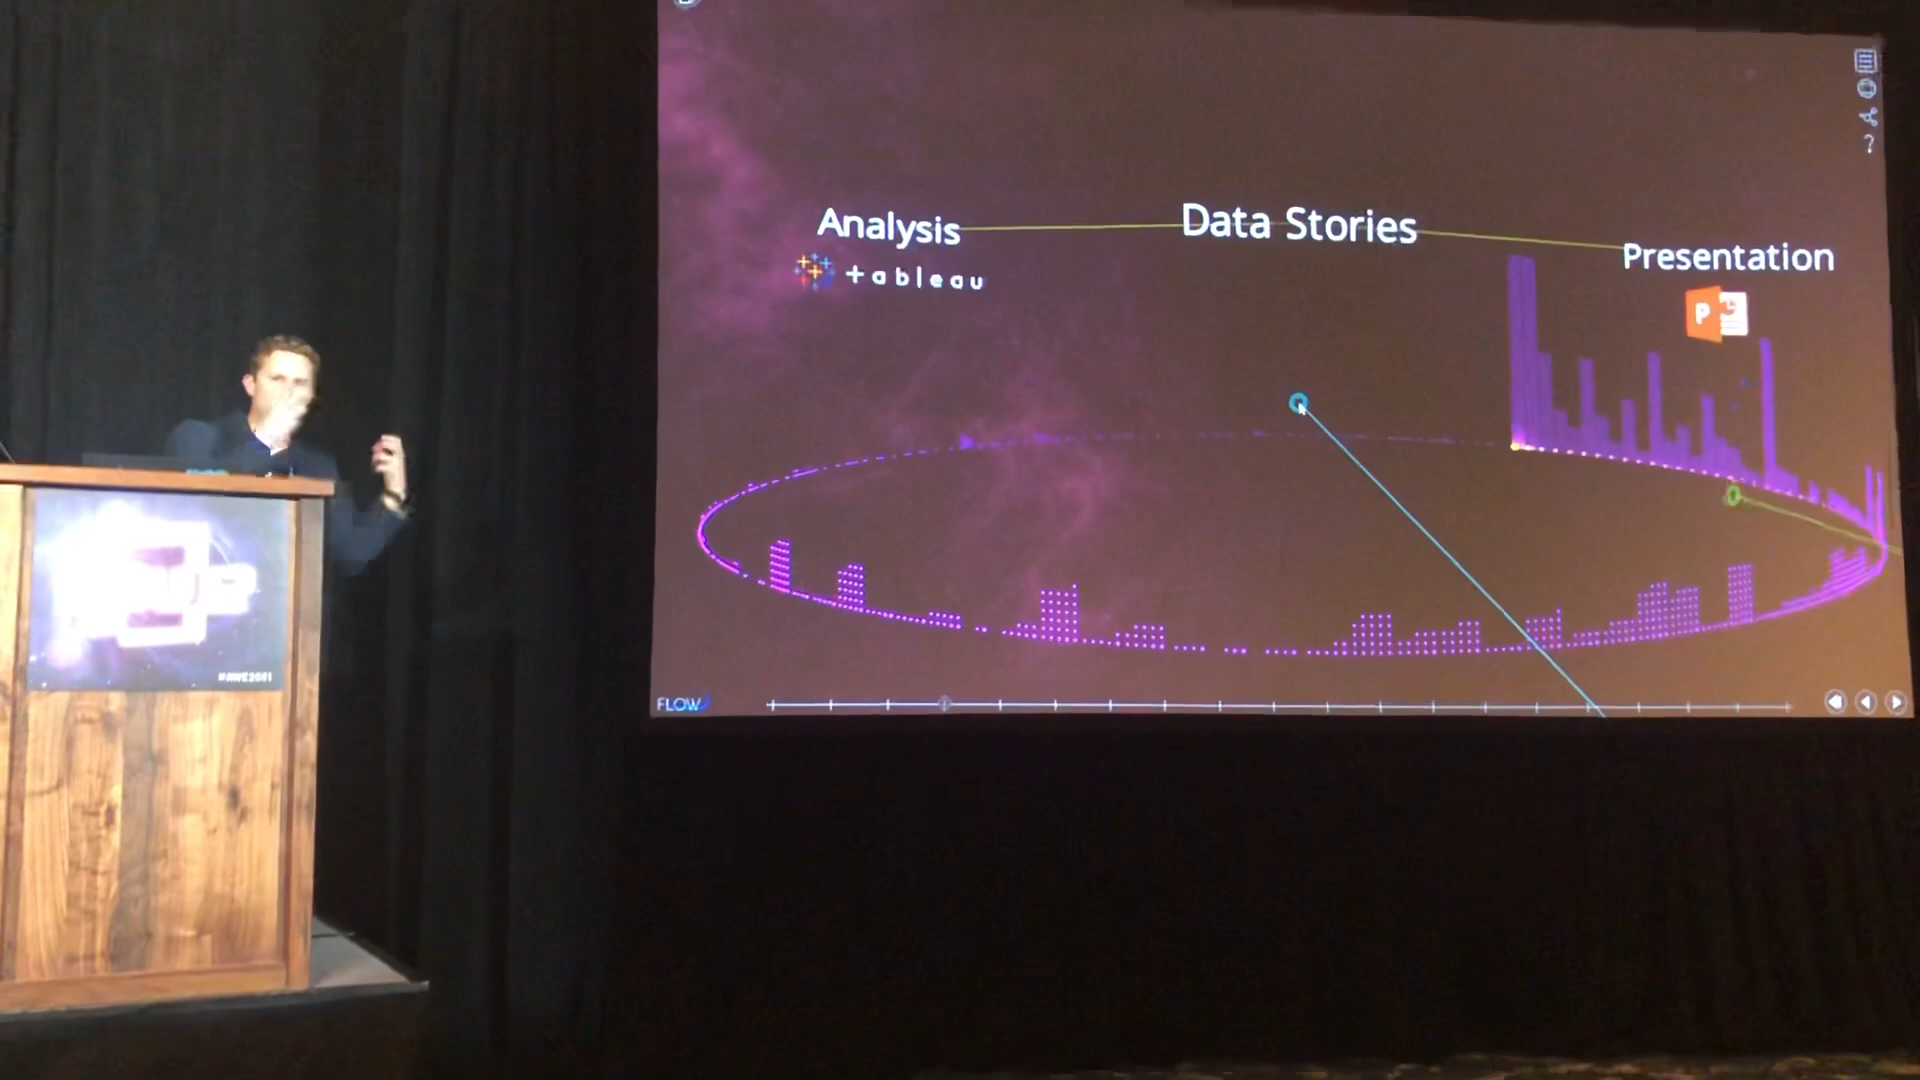 Analysis
Data Stories
Presentation
+ableau
P
?
FLOW